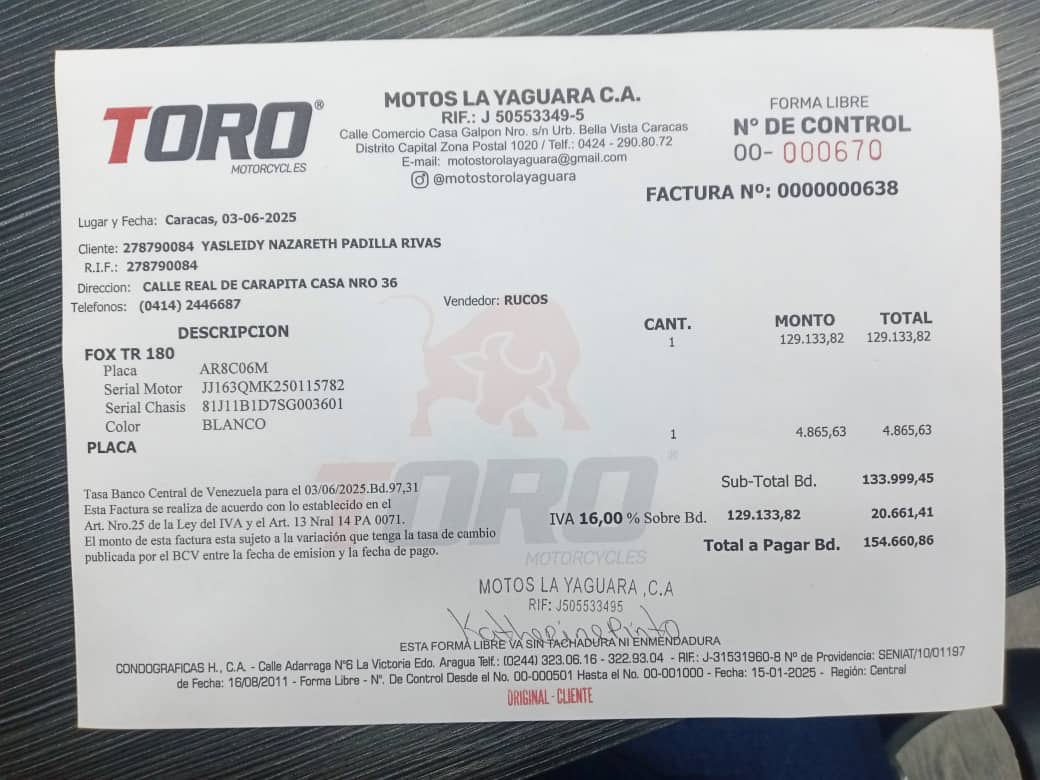 TORO®
MOTORCYCLES
MOTOS LA YAGUARA C.A.
RIF.: J 50553349-5
Calle Comercio Casa Galpon Nro. s/n Urb. Bella Vista Caracas
Distrito Capital Zona Postal 1020 / Telf.: 0424 - 290.80.72
E-mail: motostorolayaguara@gmail.com
@motostorolayaguara
FORMA LIBRE
N° DE CONTROL
00- 000670
FACTURA Nº: 0000000638
Lugar y Fecha: Caracas, 03-06-2025
Cliente: 278790084 YASLEIDY NAZARETH PADILLA RIVAS
R.I.F.: 278790084
Direccion: CALLE REAL DE CARAPITA CASA NRO 36
Telefonos: (0414) 2446687
Vendedor: RUCOS
DESCRIPCION CANT. MONTO TOTAL
FOX TR 180 1 129.133,82 129.133,82
Placa AR8C06M
Serial Motor JJ163QMK250115782
Serial Chasis 81J11B1D7SG003601
Color BLANCO
PLACA 1 4.865,63 4.865,63
TORO®
MOTORCYCLES
Tasa Banco Central de Venezuela para el 03/06/2025.Bd.97,31
Esta Factura se realiza de acuerdo con lo establecido en el
Art. Nro.25 de la Ley del IVA y el Art. 13 Nral 14 PA 0071.
El monto de esta factura esta sujeto a la variación que tenga la tasa de cambio
publicada por el BCV entre la fecha de emision y la fecha de pago.
Sub-Total Bd. 133.999,45
IVA 16,00 % Sobre Bd. 129.133,82 20.661,41
Total a Pagar Bd. 154.660,86
MOTOS LA YAGUARA ,C.A
RIF: J505533495
Katherine Pinto
ESTA FORMA LIBRE VA SIN TACHADURA NI ENMENDADURA
CONDOGRAFICAS H., C.A. - Calle Adarraga N°6 La Victoria Edo. Aragua Telf.: (0244) 323.06.16 - 322.93.04 - RIF.: J-31531960-8 N° de Providencia: SENIAT/10/01197
de Fecha: 16/08/2011 - Forma Libre - N°. De Control Desde el No. 00-000501 Hasta el No. 00-001000 - Fecha: 15-01-2025 - Región: Central
ORIGINAL - CLIENTE